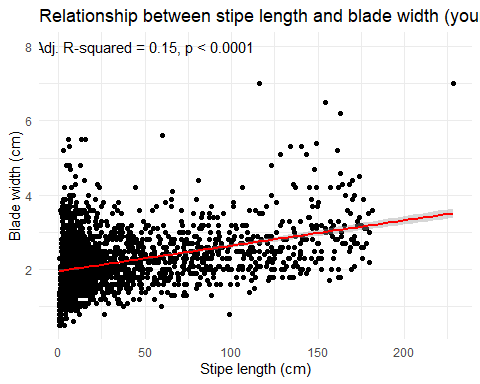 Relationship between stipe length and blade width (you
Adj. R-squared = 0.15, p < 0.0001
8
6
4
2
Blade width (cm)
0 50 100 150 200
Stipe length (cm)